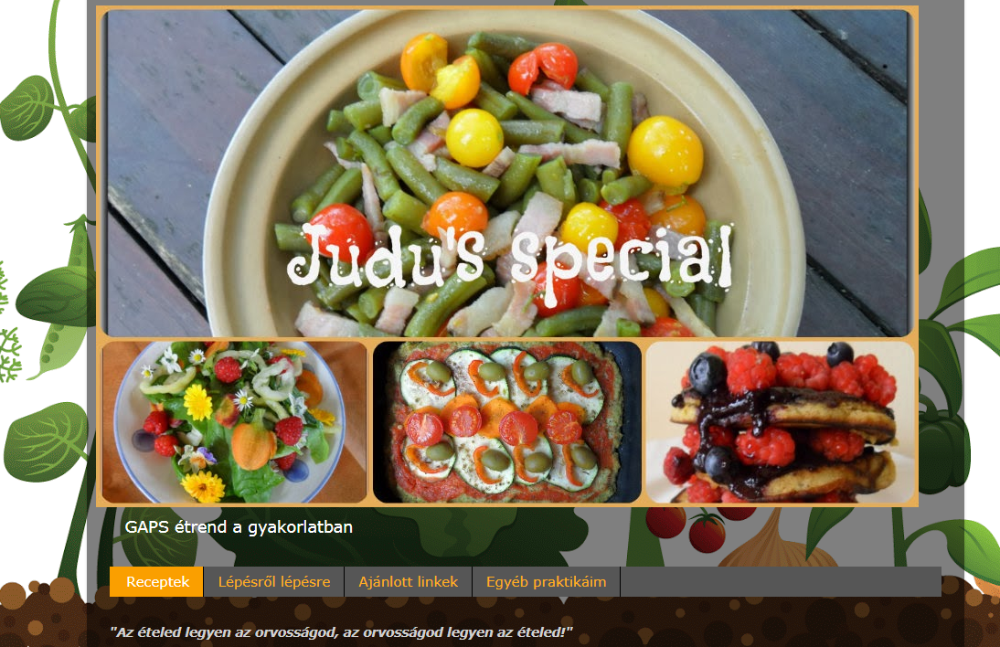 Judu's special
GAPS étrend a gyakorlatban
Receptek
Lépésről lépésre
Ajánlott linkek
Egyéb praktikáim
"Az ételed legyen az orvosságod, az orvosságod legyen az ételed!"